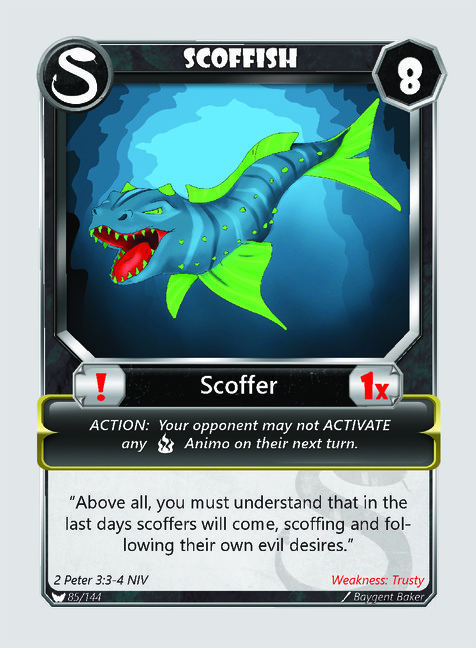 S
SCOFFISH
8
!
Scoffer
1x
ACTION: Your opponent may not ACTIVATE
any Animo on their next turn.
“Above all, you must understand that in the
last days scoffers will come, scoffing and fol-
lowing their own evil desires.”
2 Peter 3:3-4 NIV
Weakness: Trusty
85/144
Baygent Baker